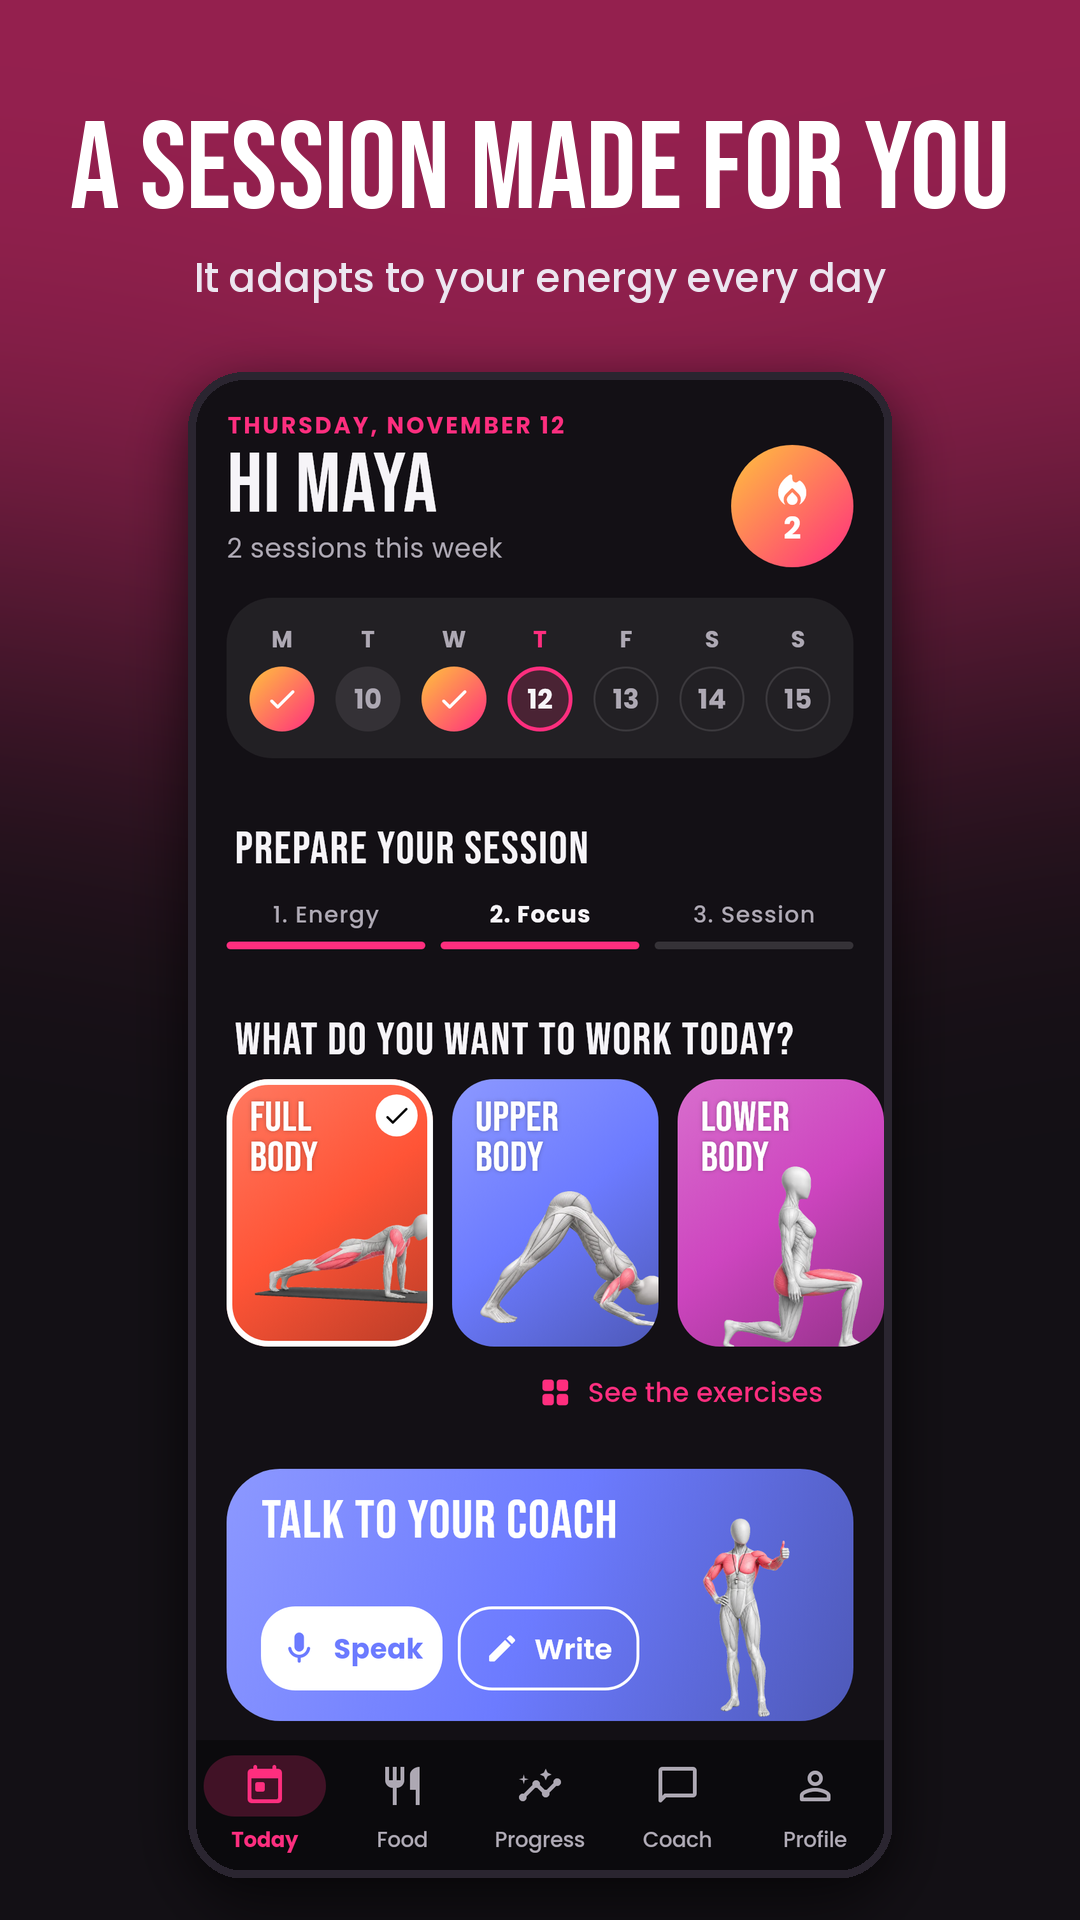 A SESSION MADE FOR YOU
It adapts to your energy every day
THURSDAY, NOVEMBER 12
HI MAYA
2 sessions this week
2
M T W T F S S
10 12 13 14 15
PREPARE YOUR SESSION
1. Energy 2. Focus 3. Session
WHAT DO YOU WANT TO WORK TODAY?
FULL
BODY
UPPER
BODY
LOWER
BODY
See the exercises
TALK TO YOUR COACH
Speak Write
Today Food Progress Coach Profile